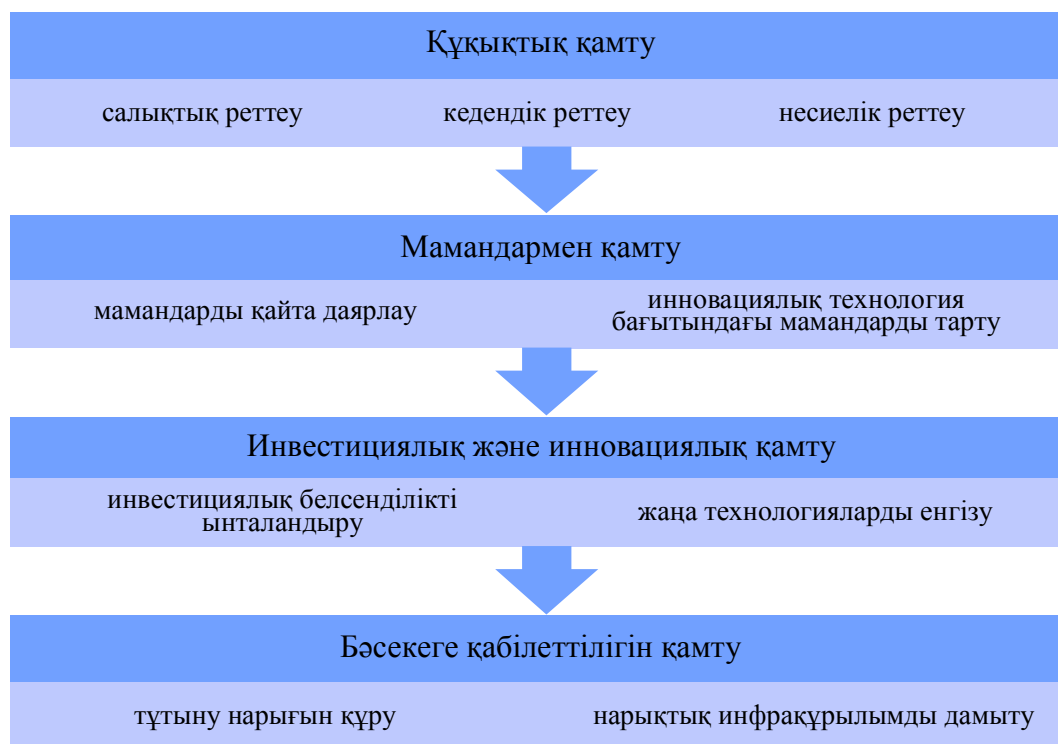 Құқықтық қамту
салықтық реттеу кедендік реттеу несиелік реттеу
Мамандармен қамту
мамандарды қайта даярлау
инновациялық технология
бағытындағы мамандарды тарту
Инвестициялық және инновациялық қамту
инвестициялық белсенділікті
ынталандыру
жаңа технологияларды енгізу
Бәсекеге қабілеттілігін қамту
тұтыну нарығын құру нарықтық инфрақұрылымды дамыту